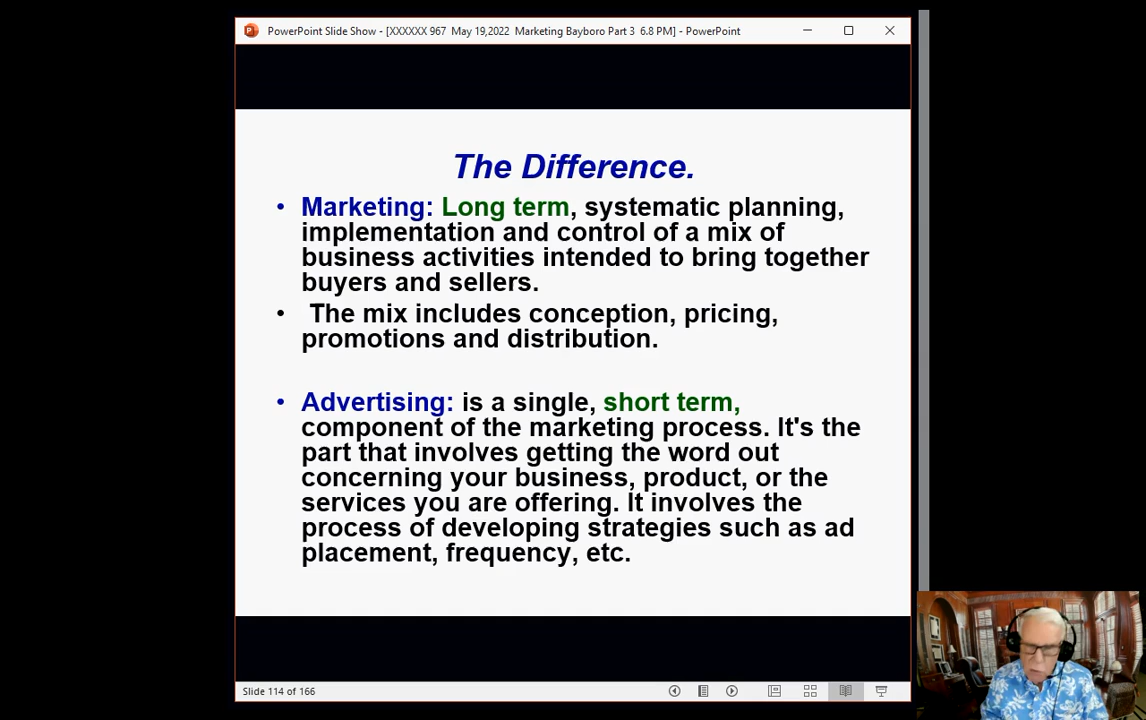 PowerPoint Slide Show - [XXXXXX 967 May 19,2022 Marketing Bayboro Part 3 6.8 PM] - PowerPoint
The Difference.
• Marketing: Long term, systematic planning,
implementation and control of a mix of
business activities intended to bring together
buyers and sellers.
• The mix includes conception, pricing,
promotions and distribution.
• Advertising: is a single, short term,
component of the marketing process. It's the
part that involves getting the word out
concerning your business, product, or the
services you are offering. It involves the
process of developing strategies such as ad
placement, frequency, etc.
Slide 114 of 166